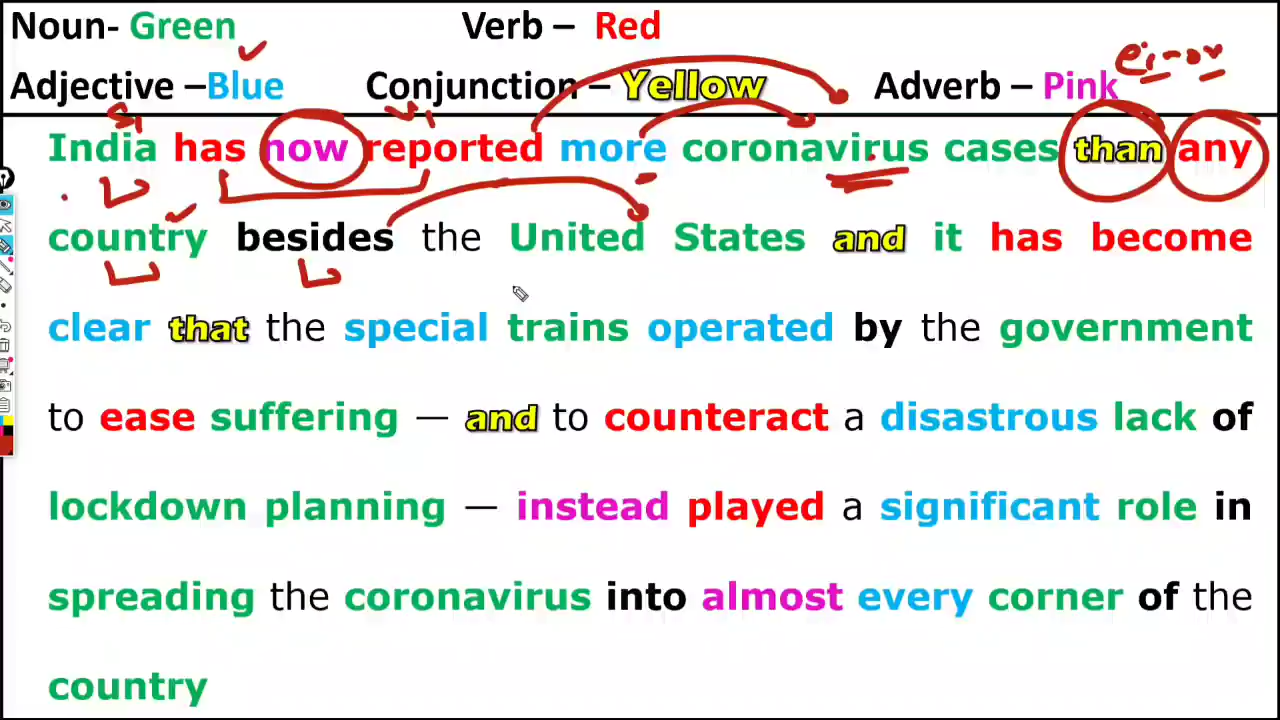 Noun- Green Verb – Red
Adjective –Blue Conjunction – Yellow Adverb – Pink
India has now reported more coronavirus cases than any
country besides the United States and it has become
clear that the special trains operated by the government
to ease suffering — and to counteract a disastrous lack of
lockdown planning — instead played a significant role in
spreading the coronavirus into almost every corner of the
country